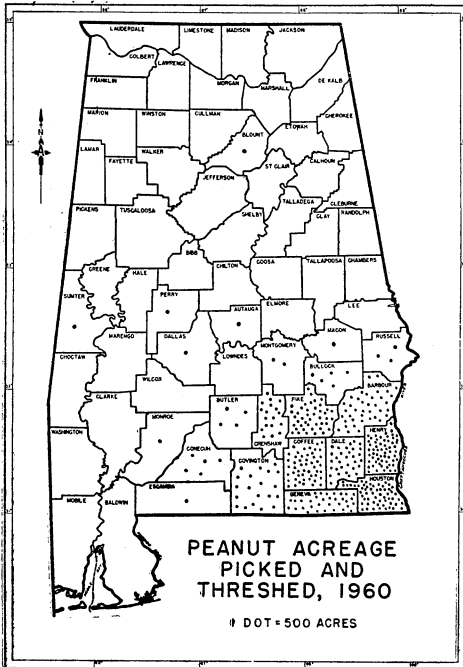 LAUDERDALE LIMESTONE MADISON JACKSON
COLBERT LAWRENCE
FRANKLIN MORGAN MARSHALL DE KALB
MARION WINSTON CULLMAN CHEROKEE
BLOUNT ETOWAH
LAMAR WALKER
FAYETTE ST CLAIR CALHOUN
JEFFERSON
TALLADEGA CLEBURNE
PICKENS TUSCALOOSA SHELBY CLAY RANDOLPH
BIBB
GREENE HALE CHILTON COOSA TALLAPOOSA CHAMBERS
SUMTER PERRY
AUTAUGA ELMORE LEE
MARENGO DALLAS MACON RUSSELL
CHOCTAW LOWNDES MONTGOMERY
BULLOCK
WILCOX BARBOUR
CLARKE BUTLER PIKE
MONROE
WASHINGTON CRENSHAW COFFEE DALE HENRY
CONECUH COVINGTON
ESCAMBIA HOUSTON
MOBILE BALDWIN GENEVA
PEANUT ACREAGE
PICKED AND
THRESHED, 1960
1 DOT = 500 ACRES